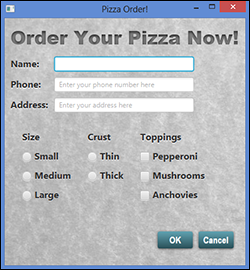 Pizza Order!
Order Your Pizza Now!
Name:
Phone: Enter your phone number here
Address: Enter your address here
Size Crust Toppings
Small Thin Pepperoni
Medium Thick Mushrooms
Large Anchovies
OK Cancel